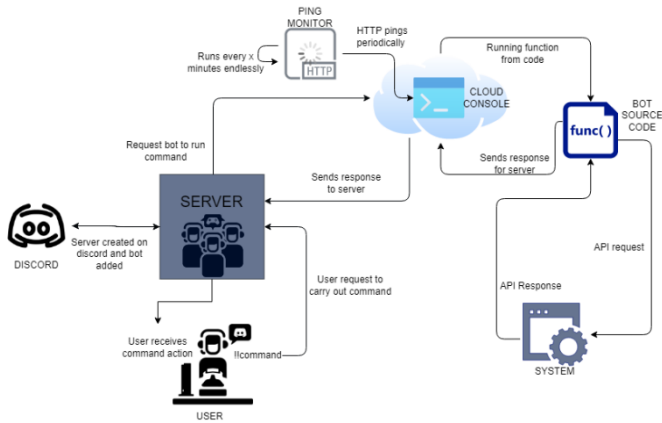 PING
MONITOR
HTTP pings
periodically
Runs every x
minutes endlessly
HTTP
Running function
from code
CLOUD
CONSOLE
BOT
SOURCE
CODE
func( )
Request bot to run
command
Sends response
to server
Sends response
for server
SERVER
DISCORD
Server created on
discord and bot
added
API request
User request to
carry out command
API Response
User receives
command action
!!command
SYSTEM
USER